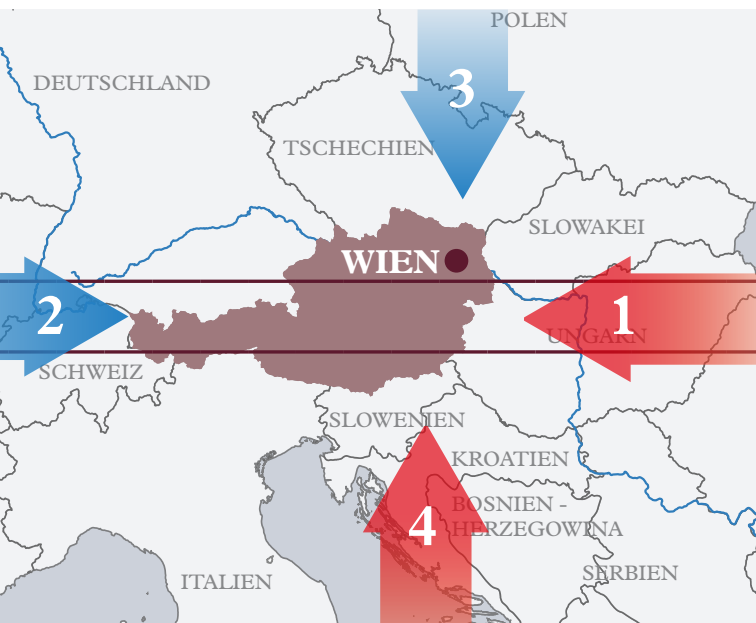 POLEN
DEUTSCHLAND
3
TSCHECHIEN
SLOWAKEI
WIEN
2
1
UNGARN
SCHWEIZ
SLOWENIEN
KROATIEN
BOSNIEN -
HERZEGOWINA
4
ITALIEN
SERBIEN